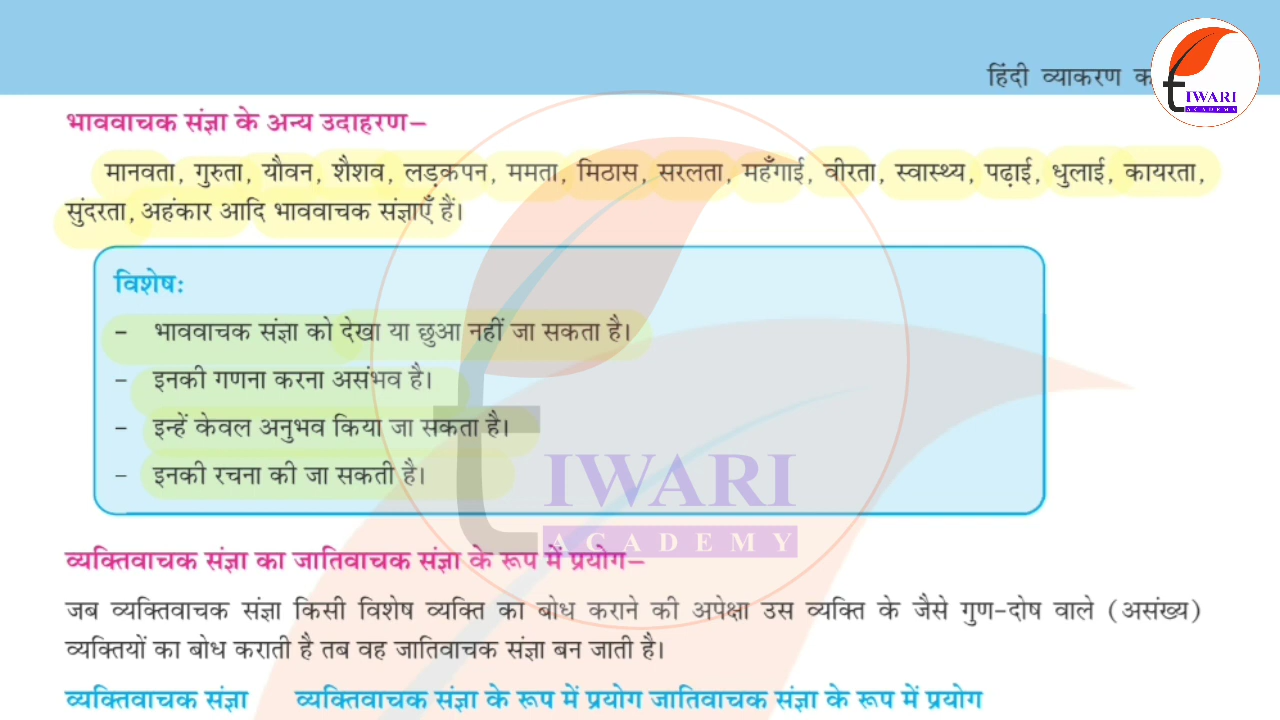 हिंदी व्याकरण
tIWARI
ACADEMY
भाववाचक संज्ञा के अन्य उदाहरण–
मानवता, गुरुता, यौवन, शैशव, लड़कपन, ममता, मिठास, सरलता, महँगाई, वीरता, स्वास्थ्य, पढ़ाई, धुलाई, कायरता,
सुंदरता, अहंकार आदि भाववाचक संज्ञाएँ हैं।
विशेष:
– भाववाचक संज्ञा को देखा या छुआ नहीं जा सकता है।
– इनकी गणना करना असंभव है।
– इन्हें केवल अनुभव किया जा सकता है।
– इनकी रचना की जा सकती है।
tIWARI
ACADEMY
व्यक्तिवाचक संज्ञा का जातिवाचक संज्ञा के रूप में प्रयोग–
जब व्यक्तिवाचक संज्ञा किसी विशेष व्यक्ति का बोध कराने की अपेक्षा उस व्यक्ति के जैसे गुण-दोष वाले (असंख्य)
व्यक्तियों का बोध कराती है तब वह जातिवाचक संज्ञा बन जाती है।
व्यक्तिवाचक संज्ञा व्यक्तिवाचक संज्ञा के रूप में प्रयोग जातिवाचक संज्ञा के रूप में प्रयोग